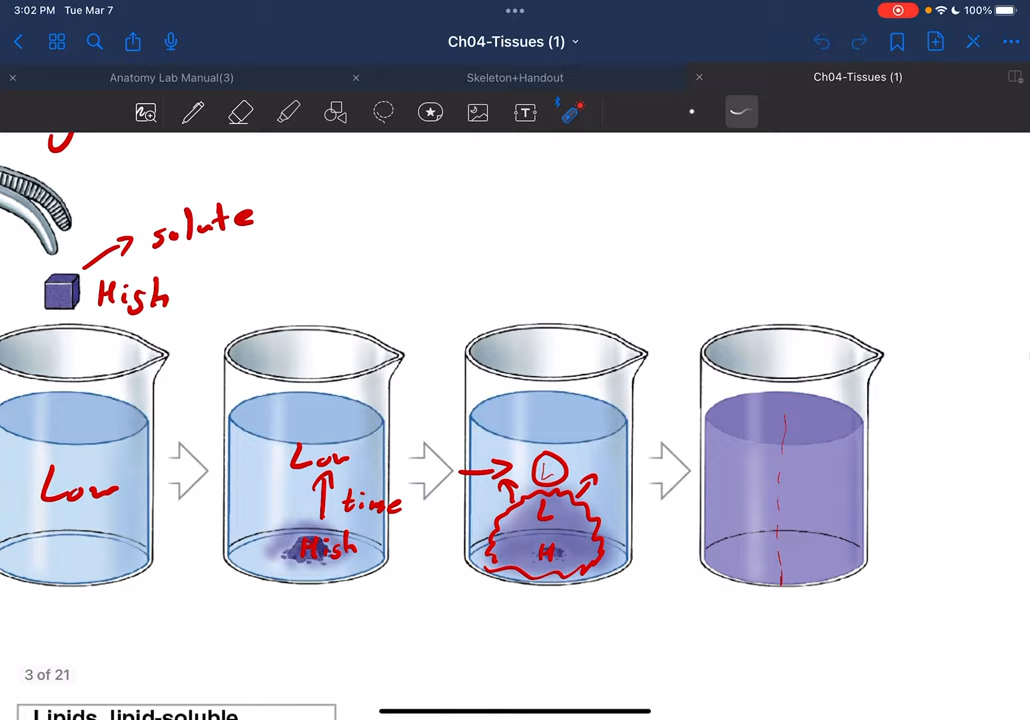 3:02 PM Tue Mar 7
100%
Ch04-Tissues (1)
Anatomy Lab Manual(3)
Skeleton+Handout
Ch04-Tissues (1)
T
solute
High
Low
Low
time
High
L
L
H
3 of 21
Lipids, lipid-soluble